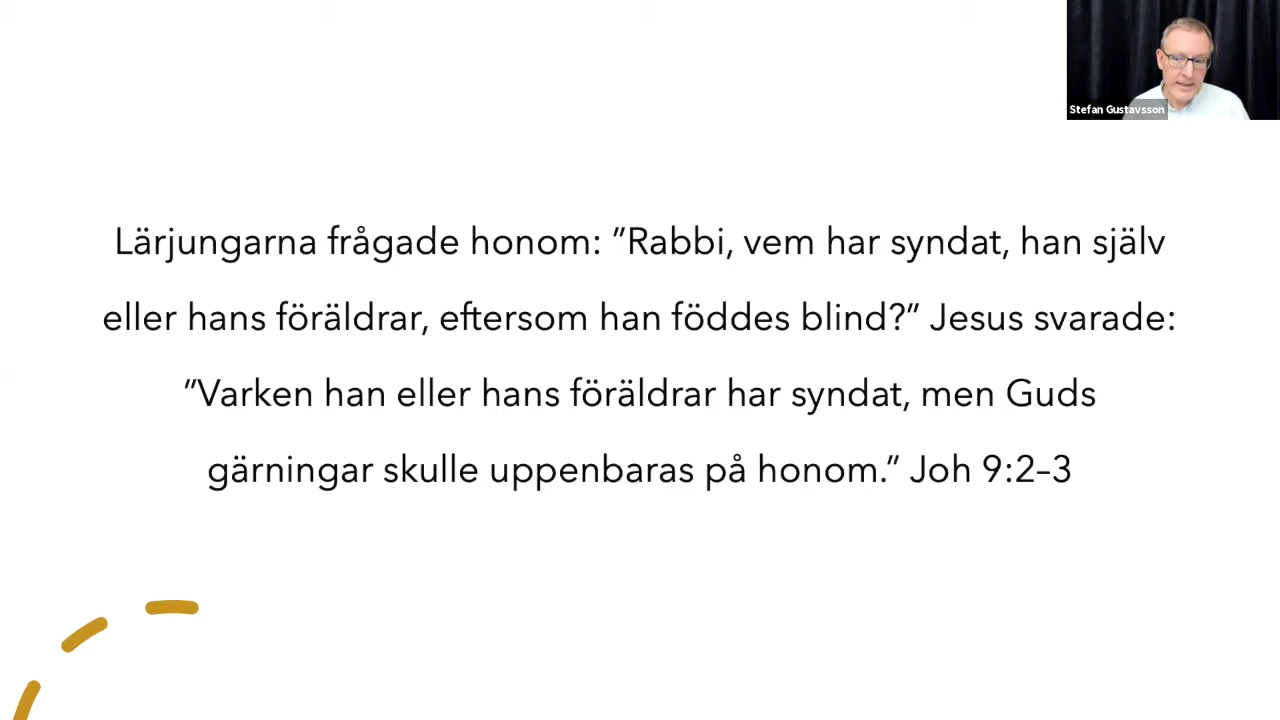 Stefan Gustavsson
Lärjungarna frågade honom: ”Rabbi, vem har syndat, han själv
eller hans föräldrar, eftersom han föddes blind?” Jesus svarade:
”Varken han eller hans föräldrar har syndat, men Guds
gärningar skulle uppenbaras på honom.” Joh 9:2–3